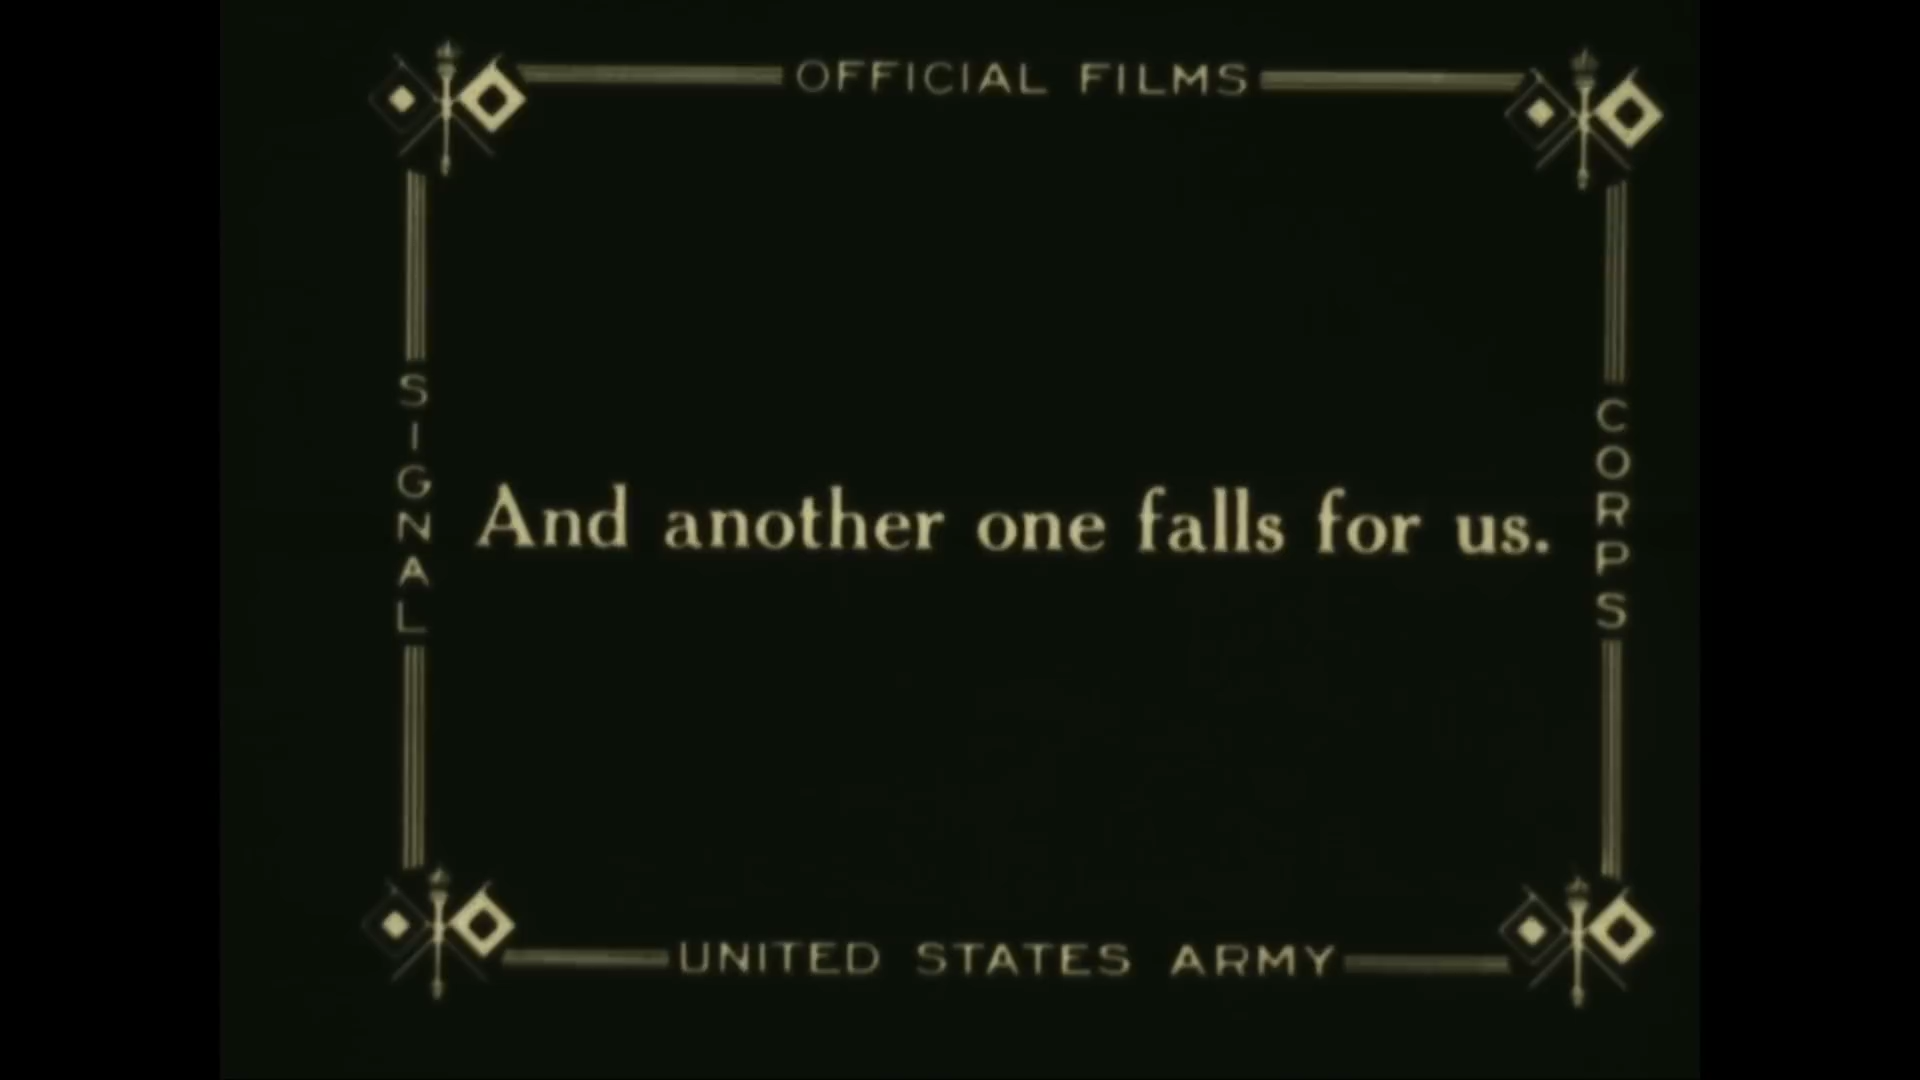 OFFICIAL FILMS
SIGNAL
And another one falls for us.
CORPS
UNITED STATES ARMY